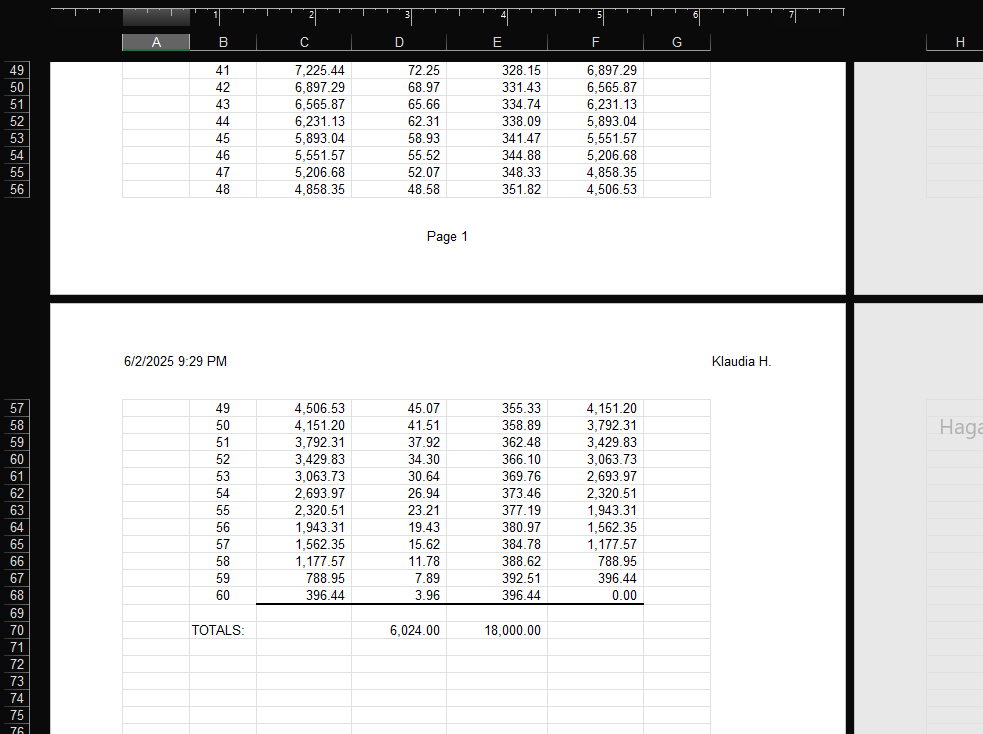 1 2 3 4 5 6 7
A B C D E F G H
49 41 7,225.44 72.25 328.15 6,897.29
50 42 6,897.29 68.97 331.43 6,565.87
51 43 6,565.87 65.66 334.74 6,231.13
52 44 6,231.13 62.31 338.09 5,893.04
53 45 5,893.04 58.93 341.47 5,551.57
54 46 5,551.57 55.52 344.88 5,206.68
55 47 5,206.68 52.07 348.33 4,858.35
56 48 4,858.35 48.58 351.82 4,506.53
Page 1
6/2/2025 9:29 PM Klaudia H.
57 49 4,506.53 45.07 355.33 4,151.20
58 50 4,151.20 41.51 358.89 3,792.31
59 51 3,792.31 37.92 362.48 3,429.83
60 52 3,429.83 34.30 366.10 3,063.73
61 53 3,063.73 30.64 369.76 2,693.97
62 54 2,693.97 26.94 373.46 2,320.51
63 55 2,320.51 23.21 377.19 1,943.31
64 56 1,943.31 19.43 380.97 1,562.35
65 57 1,562.35 15.62 384.78 1,177.57
66 58 1,177.57 11.78 388.62 788.95
67 59 788.95 7.89 392.51 396.44
68 60 396.44 3.96 396.44 0.00
69
70 TOTALS: 6,024.00 18,000.00
71
72
73
74
75
76
Haga